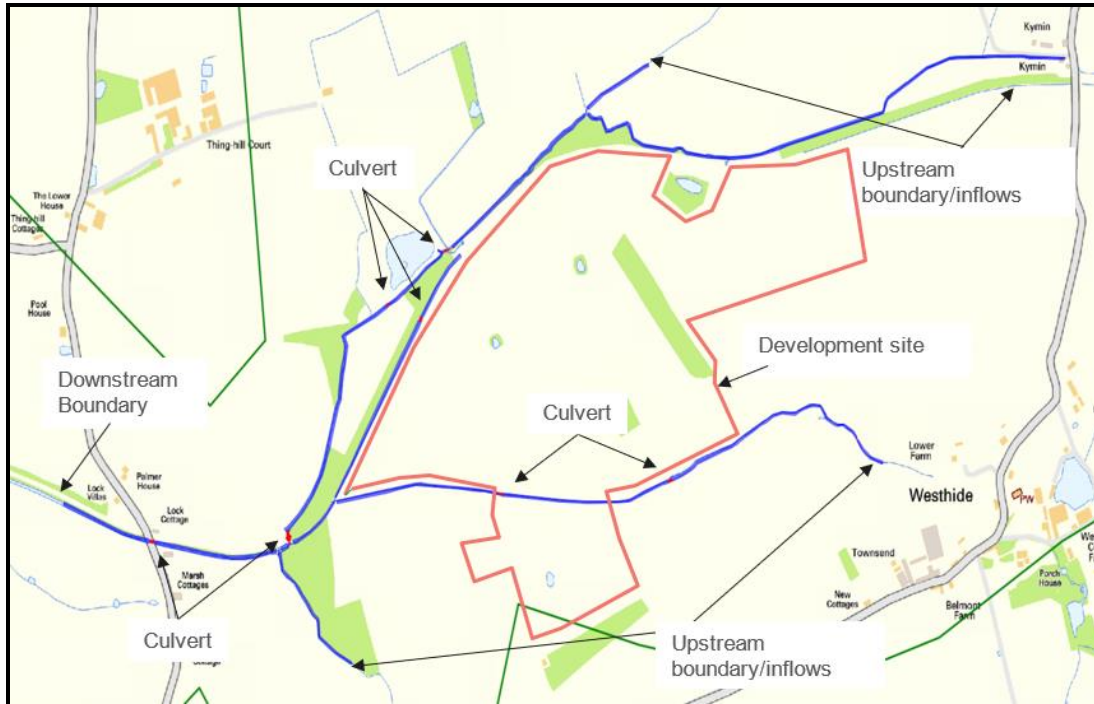 Kymin
Kymin
Thing-hill Court
Culvert
Upstream
boundary/inflows
The Lower
House
Thing-hill
Cottages
Pool
House
Development site
Downstream
Boundary
Culvert
Lower
Farm
Palmer
House
Lock
Villas
Westhide
PW
Lock
Cottage
Townsend
Marsh
Cottages
Porch
House
New
Cottages
Belmont
Farm
Culvert
Upstream
boundary/inflows